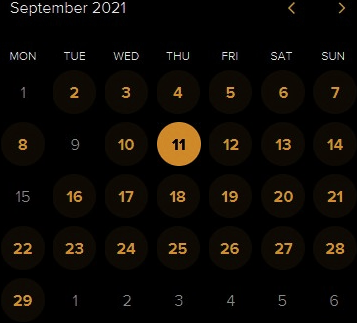 September 2021
MON TUE WED THU FRI SAT SUN
1 2 3 4 5 6 7
8 9 10 11 12 13 14
15 16 17 18 19 20 21
22 23 24 25 26 27 28
29 1 2 3 4 5 6